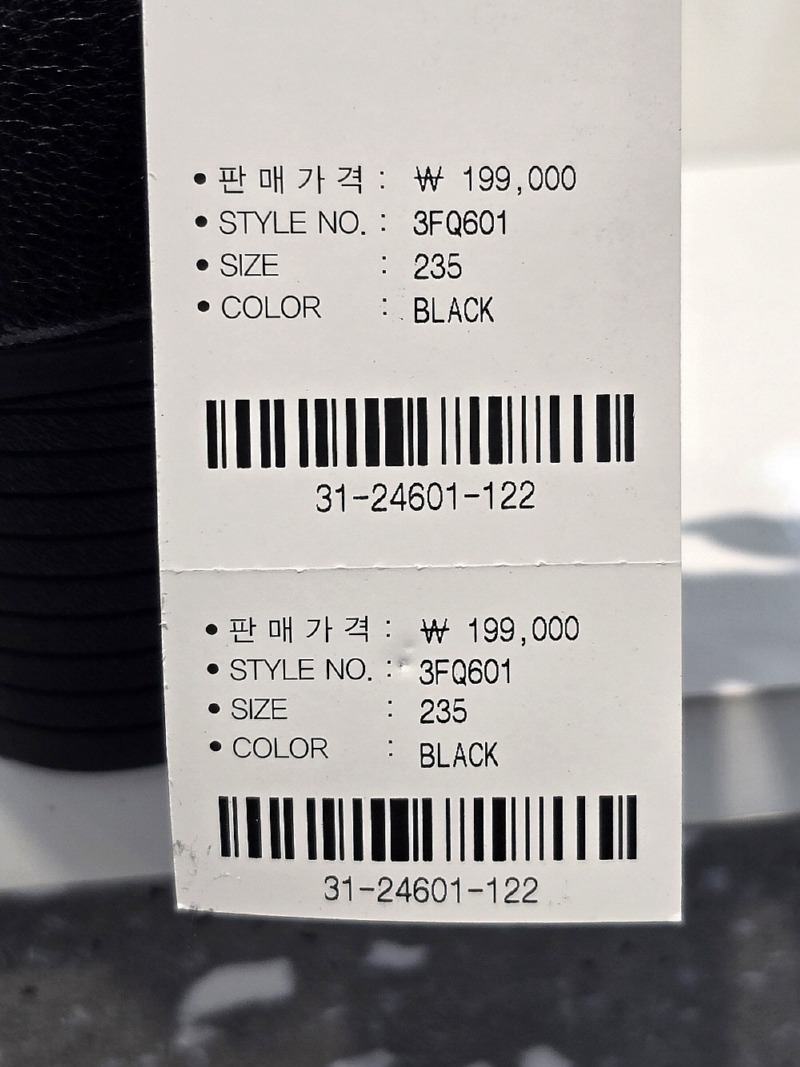 • 판 매 가 격 : ₩ 199,000
• STYLE NO. : 3FQ601
• SIZE : 235
• COLOR : BLACK
31-24601-122
• 판 매 가 격 : ₩ 199,000
• STYLE NO. : 3FQ601
• SIZE : 235
• COLOR : BLACK
31-24601-122